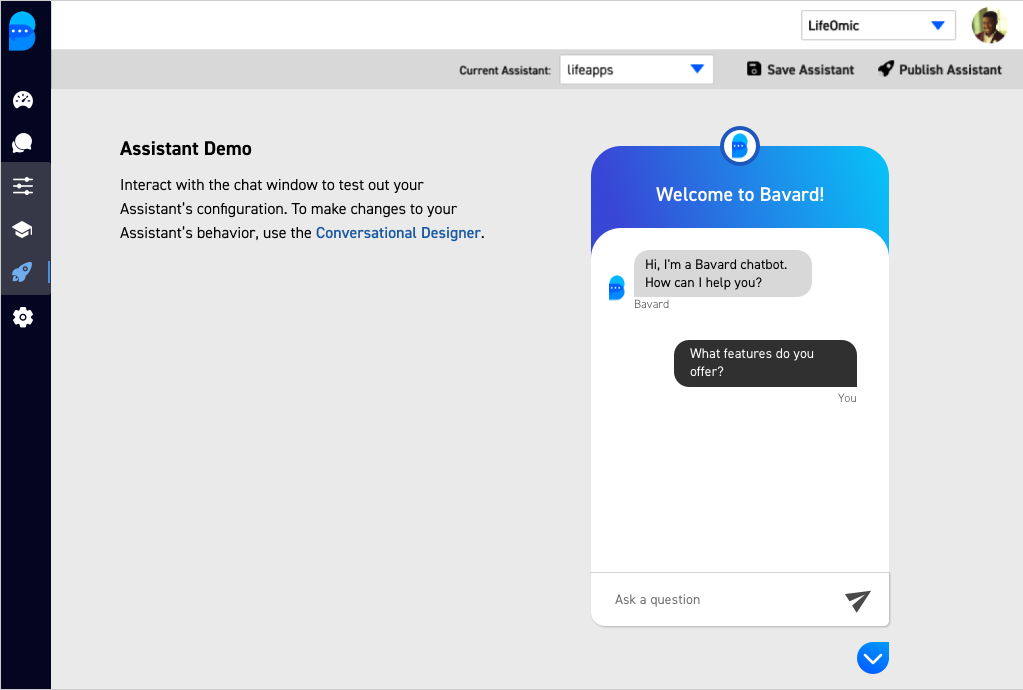 LifeOmic
Current Assistant: lifeapps Save Assistant Publish Assistant
Assistant Demo
Interact with the chat window to test out your
Assistant's configuration. To make changes to your
Assistant's behavior, use the Conversational Designer.
Welcome to Bavard!
Hi, I'm a Bavard chatbot.
How can I help you?
Bavard
What features do you
offer?
You
Ask a question